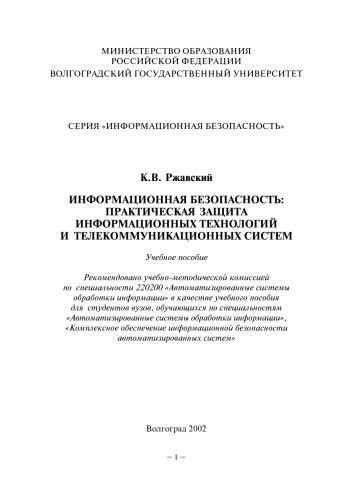 МИНИСТЕРСТВО ОБРАЗОВАНИЯ
РОССИЙСКОЙ ФЕДЕРАЦИИ
ВОЛГОГРАДСКИЙ ГОСУДАРСТВЕННЫЙ УНИВЕРСИТЕТ
СЕРИЯ «ИНФОРМАЦИОННАЯ БЕЗОПАСНОСТЬ»
К.В. Ржавский
ИНФОРМАЦИОННАЯ БЕЗОПАСНОСТЬ:
ПРАКТИЧЕСКАЯ ЗАЩИТА
ИНФОРМАЦИОННЫХ ТЕХНОЛОГИЙ
И ТЕЛЕКОММУНИКАЦИОННЫХ СИСТЕМ
Учебное пособие
Рекомендовано учебно-методической комиссией
по специальности 220200 «Автоматизированные системы
обработки информации» в качестве учебного пособия
для студентов вузов, обучающихся по специальностям
«Автоматизированные системы обработки информации»,
«Комплексное обеспечение информационной безопасности
автоматизированных систем»
Волгоград 2002
– 1 –